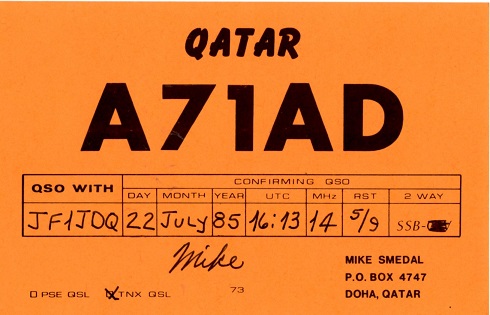 QATAR
A71AD
QSO WITH CONFIRMING QSO
DAY MONTH YEAR UTC MHz RST 2 WAY
JF1JDQ 22 July 85 16:13 14 5/9 SSB-
Mike
MIKE SMEDAL
P.O. BOX 4747
PSE QSL TNX QSL 73 DOHA, QATAR